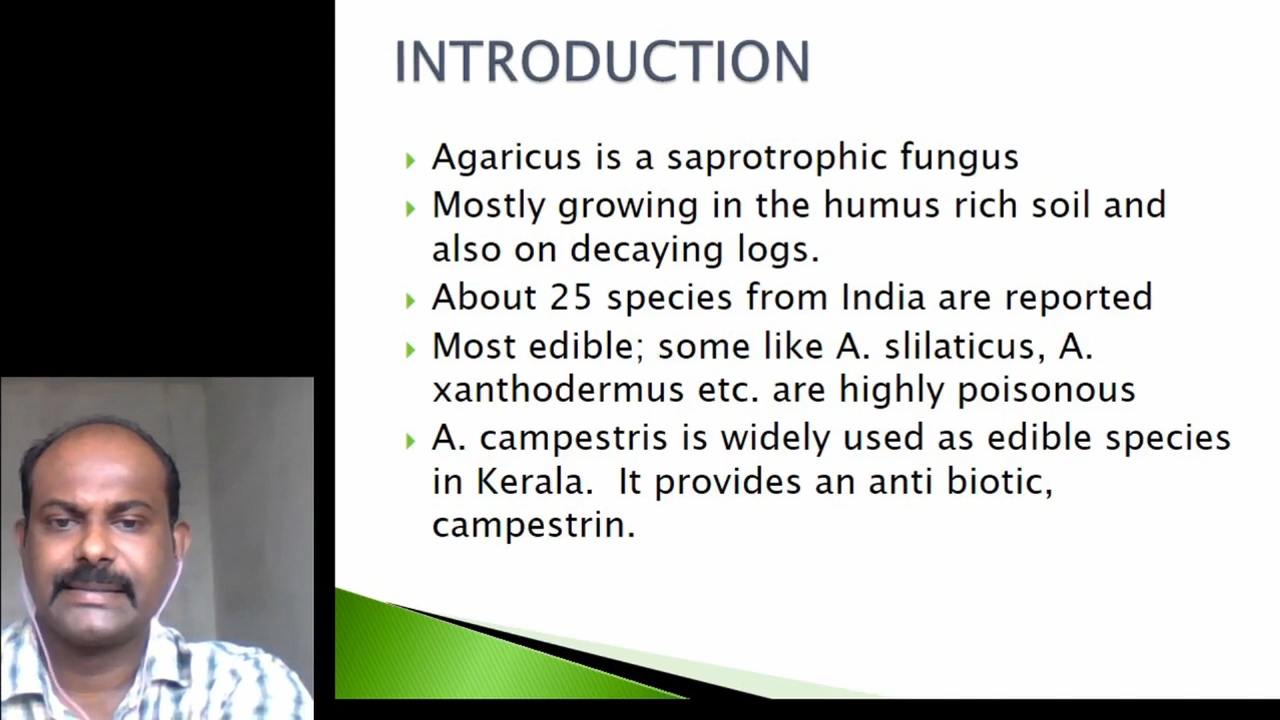 INTRODUCTION
Agaricus is a saprotrophic fungus
Mostly growing in the humus rich soil and
also on decaying logs.
About 25 species from India are reported
Most edible; some like A. slilaticus, A.
xanthodermus etc. are highly poisonous
A. campestris is widely used as edible species
in Kerala.  It provides an anti biotic,
campestrin.